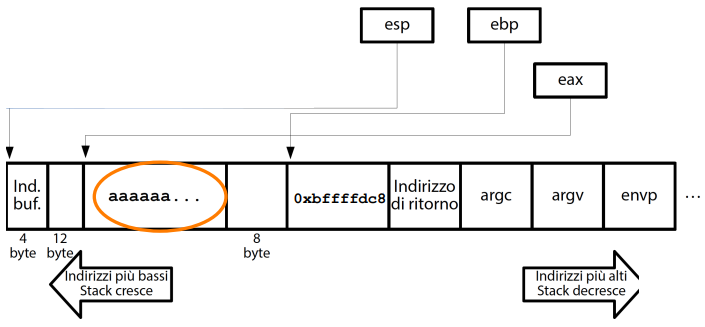 esp
ebp
eax
Ind.
buf.
aaaaaa...
0xbffffdc8
Indirizzo
di ritorno
argc
argv
envp
...
4
byte
12
byte
8
byte
Indirizzi più bassi
Stack cresce
Indirizzi più alti
Stack decresce